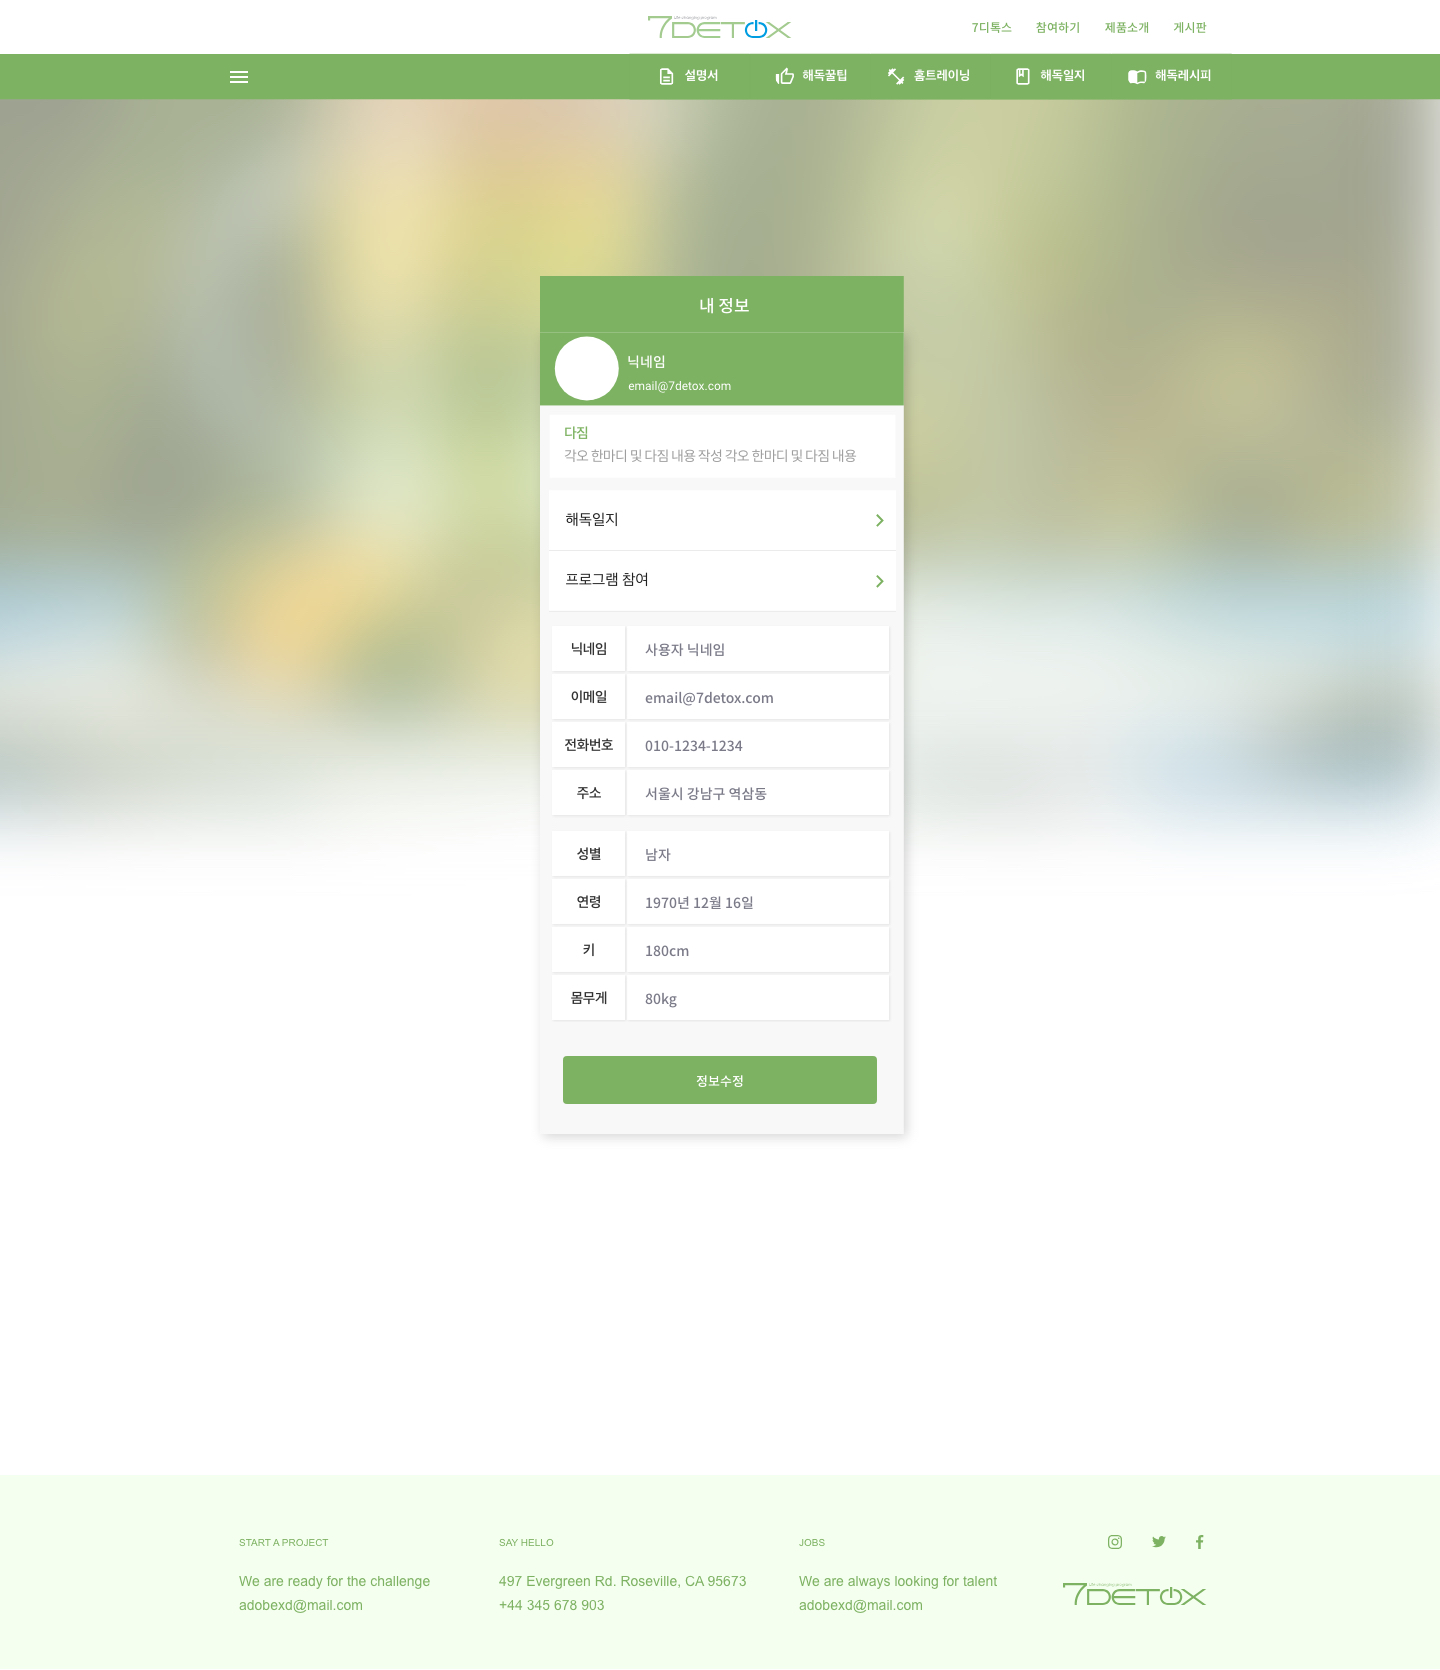 7DETOX
7디톡스 참여하기 제품소개 게시판
설명서 해독꿀팁 홈트레이닝 해독일지 해독레시피
내 정보
닉네임
email@7detox.com
다짐
각오 한마디 및 다짐 내용 작성 각오 한마디 및 다짐 내용
해독일지
프로그램 참여
닉네임 사용자 닉네임
이메일 email@7detox.com
전화번호 010-1234-1234
주소 서울시 강남구 역삼동
성별 남자
연령 1970년 12월 16일
키 180cm
몸무게 80kg
정보수정
START A PROJECT
We are ready for the challenge
adobexd@mail.com
SAY HELLO
497 Evergreen Rd. Roseville, CA 95673
+44 345 678 903
JOBS
We are always looking for talent
adobexd@mail.com
7DETOX